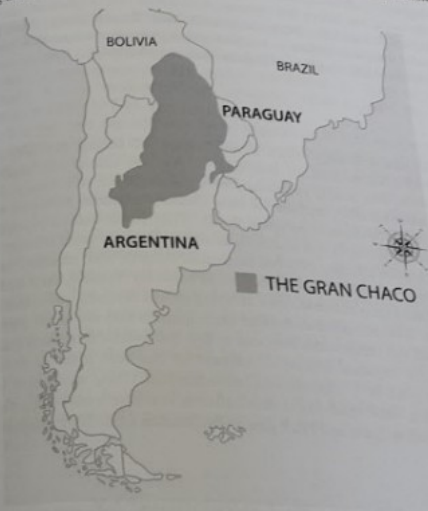 BOLIVIA
BRAZIL
PARAGUAY
ARGENTINA
THE GRAN CHACO